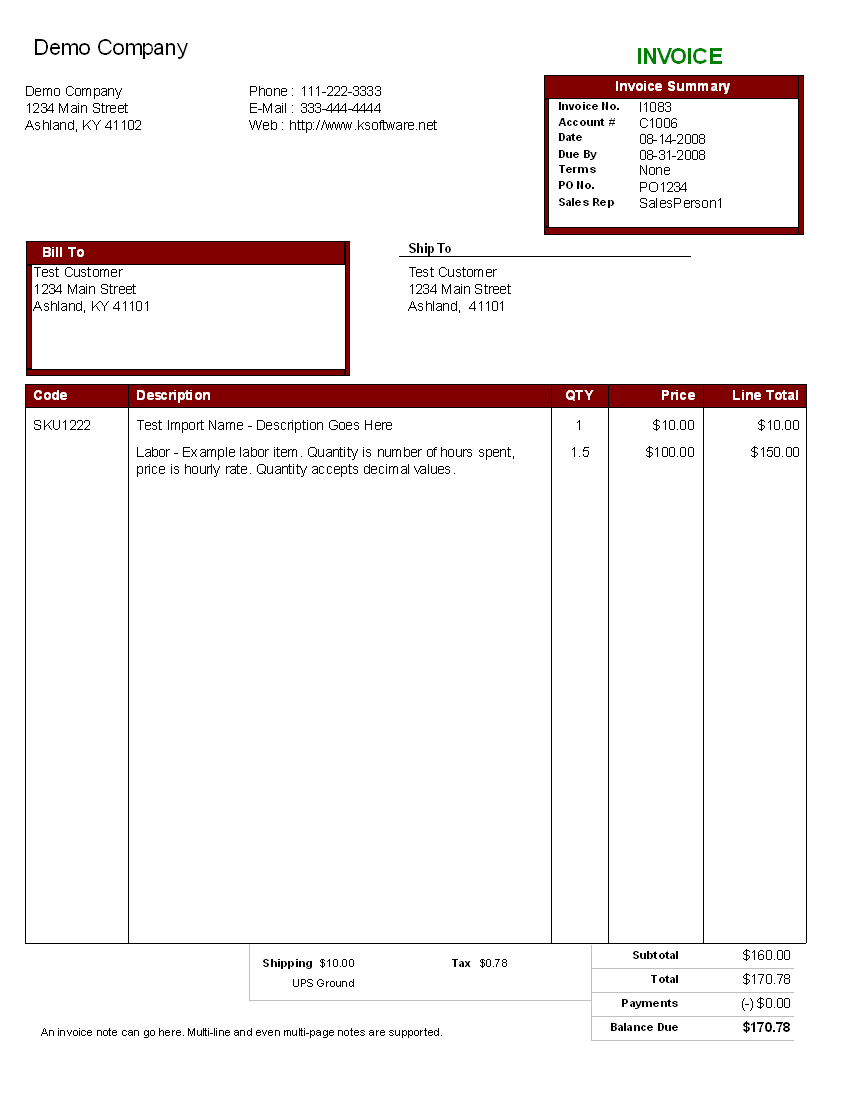 Demo Company
INVOICE
Demo Company
1234 Main Street
Ashland, KY 41102
Phone : 111-222-3333
E-Mail : 333-444-4444
Web : http://www.ksoftware.net
Invoice Summary
Invoice No. I1083
Account # C1006
Date 08-14-2008
Due By 08-31-2008
Terms None
PO No. PO1234
Sales Rep SalesPerson1
Bill To
Test Customer
1234 Main Street
Ashland, KY 41101
Ship To
Test Customer
1234 Main Street
Ashland, 41101
Code Description QTY Price Line Total
SKU1222 Test Import Name - Description Goes Here 1 $10.00 $10.00
Labor - Example labor item. Quantity is number of hours spent, 1.5 $100.00 $150.00
price is hourly rate. Quantity accepts decimal values.
Shipping $10.00 Tax $0.78
UPS Ground
Subtotal $160.00
Total $170.78
Payments (-) $0.00
Balance Due $170.78
An invoice note can go here. Multi-line and even multi-page notes are supported.